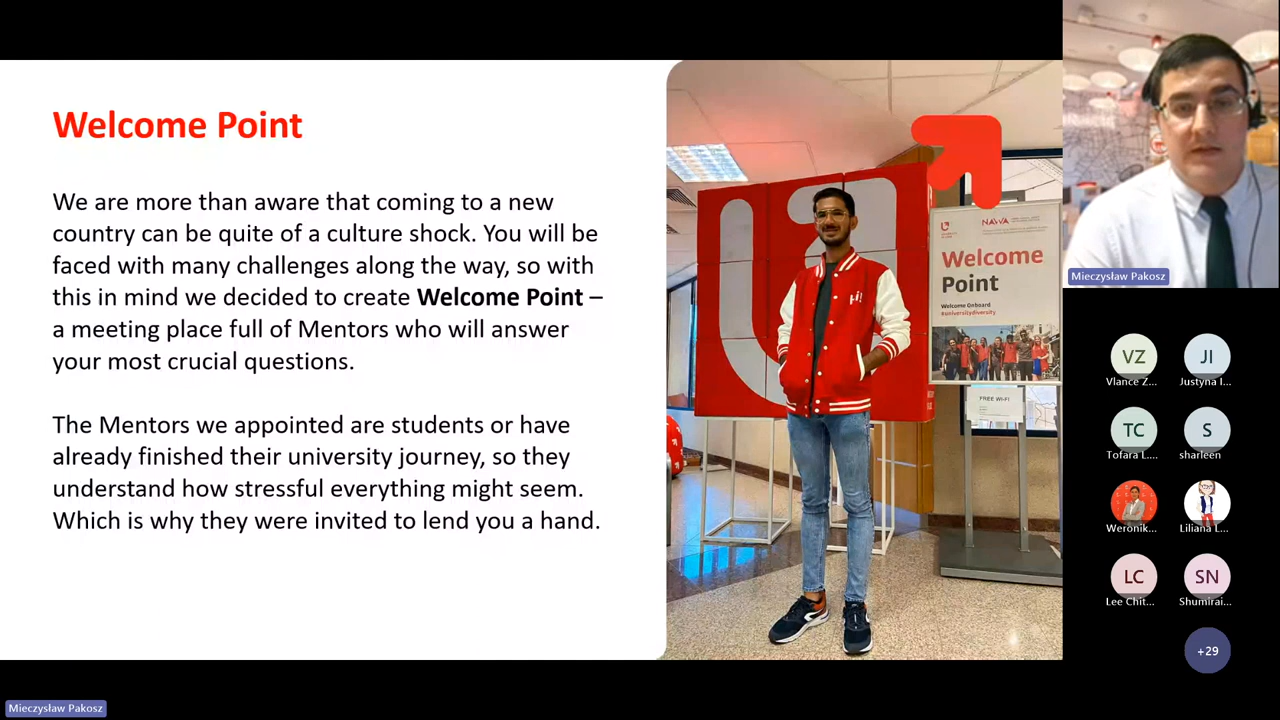 Welcome Point
We are more than aware that coming to a new
country can be quite of a culture shock. You will be
faced with many challenges along the way, so with
this in mind we decided to create Welcome Point –
a meeting place full of Mentors who will answer
your most crucial questions.
The Mentors we appointed are students or have
already finished their university journey, so they
understand how stressful everything might seem.
Which is why they were invited to lend you a hand.
Hi!
NAWA
Welcome
Point
Welcome Onboard
#universitydiversity
FREE WI-FI
Mieczysław Pakosz
VZ
Vlance Z...
JI
Justyna I...
TC
Tofara L....
S
sharleen
Weronik...
Liliana L...
LC
Lee Chit...
SN
Shumirai...
+29
Mieczysław Pakosz